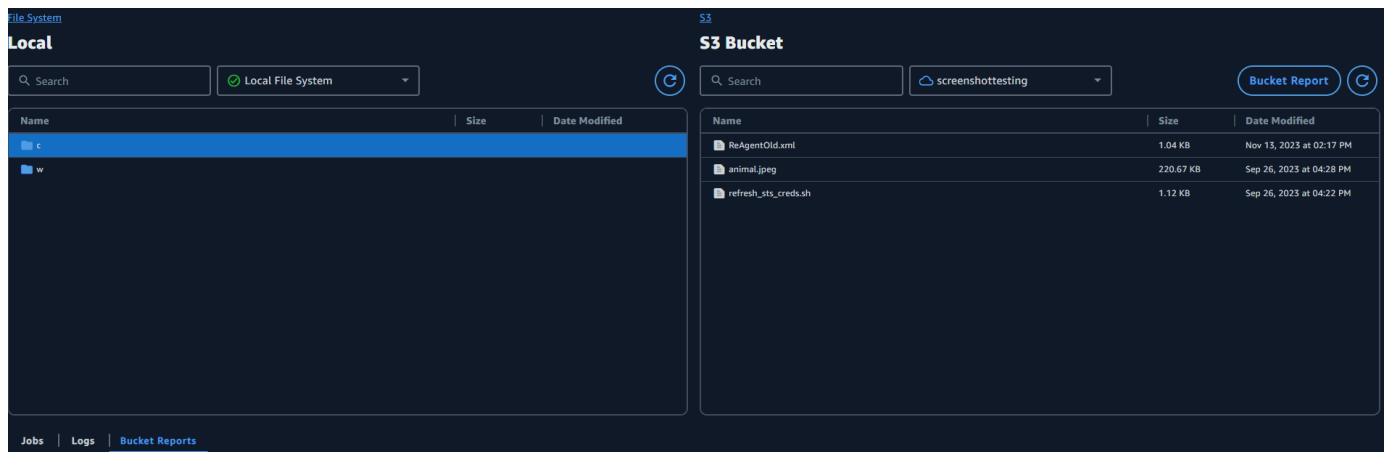 File System
Local
Search
Local File System
Name Size Date Modified
c
w
S3
S3 Bucket
Search
screenshottesting
Bucket Report
Name Size Date Modified
ReAgentOld.xml 1.04 KB Nov 13, 2023 at 02:17 PM
animal.jpeg 220.67 KB Sep 26, 2023 at 04:28 PM
refresh_sts_creds.sh 1.12 KB Sep 26, 2023 at 04:22 PM
Jobs Logs Bucket Reports